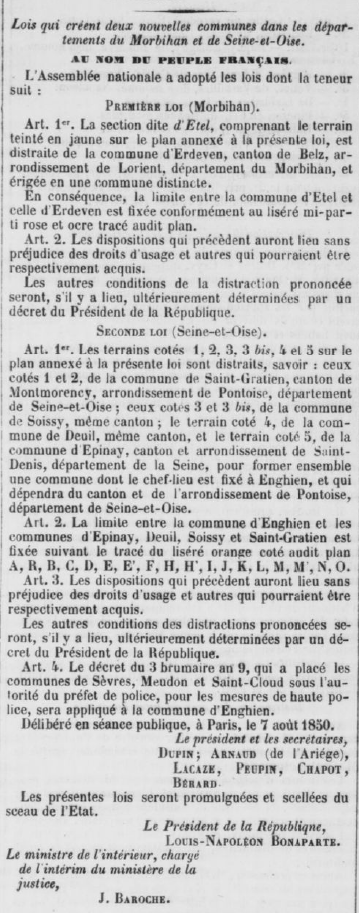 Lois qui créent deux nouvelles communes dans les dépar-
tements du Morbihan et de Seine-et-Oise.
AU NOM DU PEUPLE FRANÇAIS.
L'Assemblée nationale a adopté les lois dont la teneur
suit :
PREMIÈRE LOI (Morbihan).
Art. 1er. La section dite d'Etel, comprenant le terrain
teinté en jaune sur le plan annexé à la présente loi, est
distraite de la commune d'Erdeven, canton de Belz, ar-
rondissement de Lorient, département du Morbihan, et
érigée en une commune distincte.
En conséquence, la limite entre la commune d'Etel et
celle d'Erdeven est fixée conformément au liséré mi-par-
ti rose et ocre tracé audit plan.
Art. 2. Les dispositions qui précèdent auront lieu sans
préjudice des droits d'usage et autres qui pourraient être
respectivement acquis.
Les autres conditions de la distraction prononcée
seront, s'il y a lieu, ultérieurement déterminées par un
décret du Président de la République.
SECONDE LOI (Seine-et-Oise).
Art. 1er. Les terrains cotés 1, 2, 3, 3 bis, 4 et 5 sur le
plan annexé à la présente loi sont distraits, savoir : ceux
cotés 1 et 2, de la commune de Saint-Gratien, canton de
Montmorency, arrondissement de Pontoise, département
de Seine-et-Oise ; ceux cotés 3 et 3 bis, de la commune
de Soissy, même canton ; le terrain coté 4, de la com-
mune de Deuil, même canton, et le terrain coté 5, de la
commune d'Epinay, canton et arrondissement de Saint-
Denis, département de la Seine, pour former ensemble
une commune dont le chef-lieu est fixé à Enghien, et qui
dépendra du canton et de l'arrondissement de Pontoise,
département de Seine-et-Oise.
Art. 2. La limite entre la commune d'Enghien et les
communes d'Epinay, Deuil, Soissy et Saint-Gratien est
fixée suivant le tracé du liséré orange coté audit plan
A, R, B, C, D, E, E', F, H, H', I, J, K, L, M, M', N, O.
Art. 3. Les dispositions qui précèdent auront lieu sans
préjudice des droits d'usage et autres qui pourraient être
respectivement acquis.
Les autres conditions des distractions prononcées se-
ront, s'il y a lieu, ultérieurement déterminées par un dé-
cret du Président de la République.
Art. 4. Le décret du 3 brumaire an 9, qui a placé les
communes de Sèvres, Meudon et Saint-Cloud sous l'au-
torité du préfet de police, pour les mesures de haute po-
lice, sera appliqué à la commune d'Enghien.
Délibéré en séance publique, à Paris, le 7 août 1850.
Le président et les secrétaires,
DUPIN; ARNAUD (de l'Ariége),
LACAZE, PEUPIN, CHAPOT,
BÉRARD
Les présentes lois seront promulguées et scellées du
sceau de l'Etat.
Le Président de la République,
LOUIS-NAPOLÉON BONAPARTE.
Le ministre de l'intérieur, chargé
de l'intérim du ministère de la
justice,
J. BAROCHE.